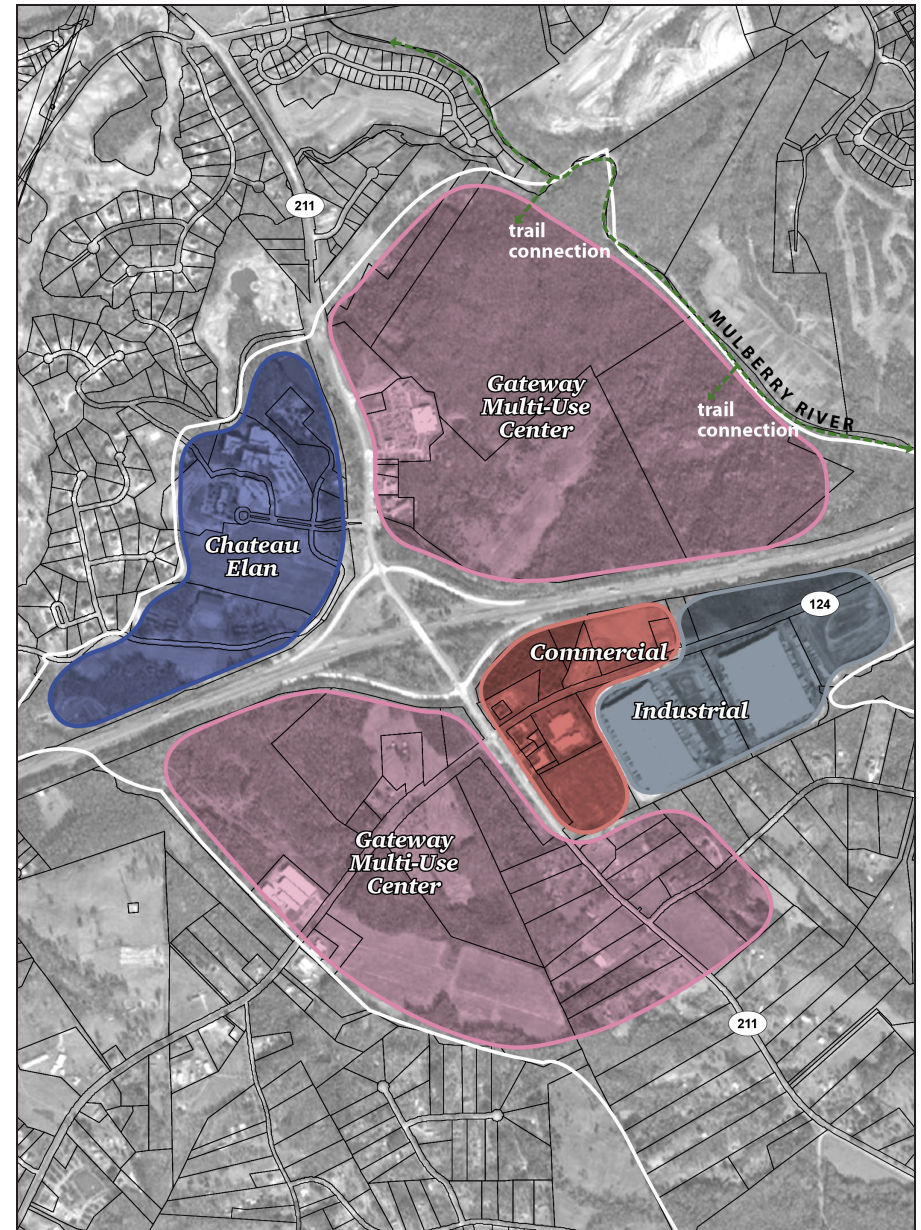 211
trail
connection
MULBERRY RIVER
Gateway
Multi-Use
Center
trail
connection
Chateau
Elan
124
Commercial
Industrial
Gateway
Multi-Use
Center
211